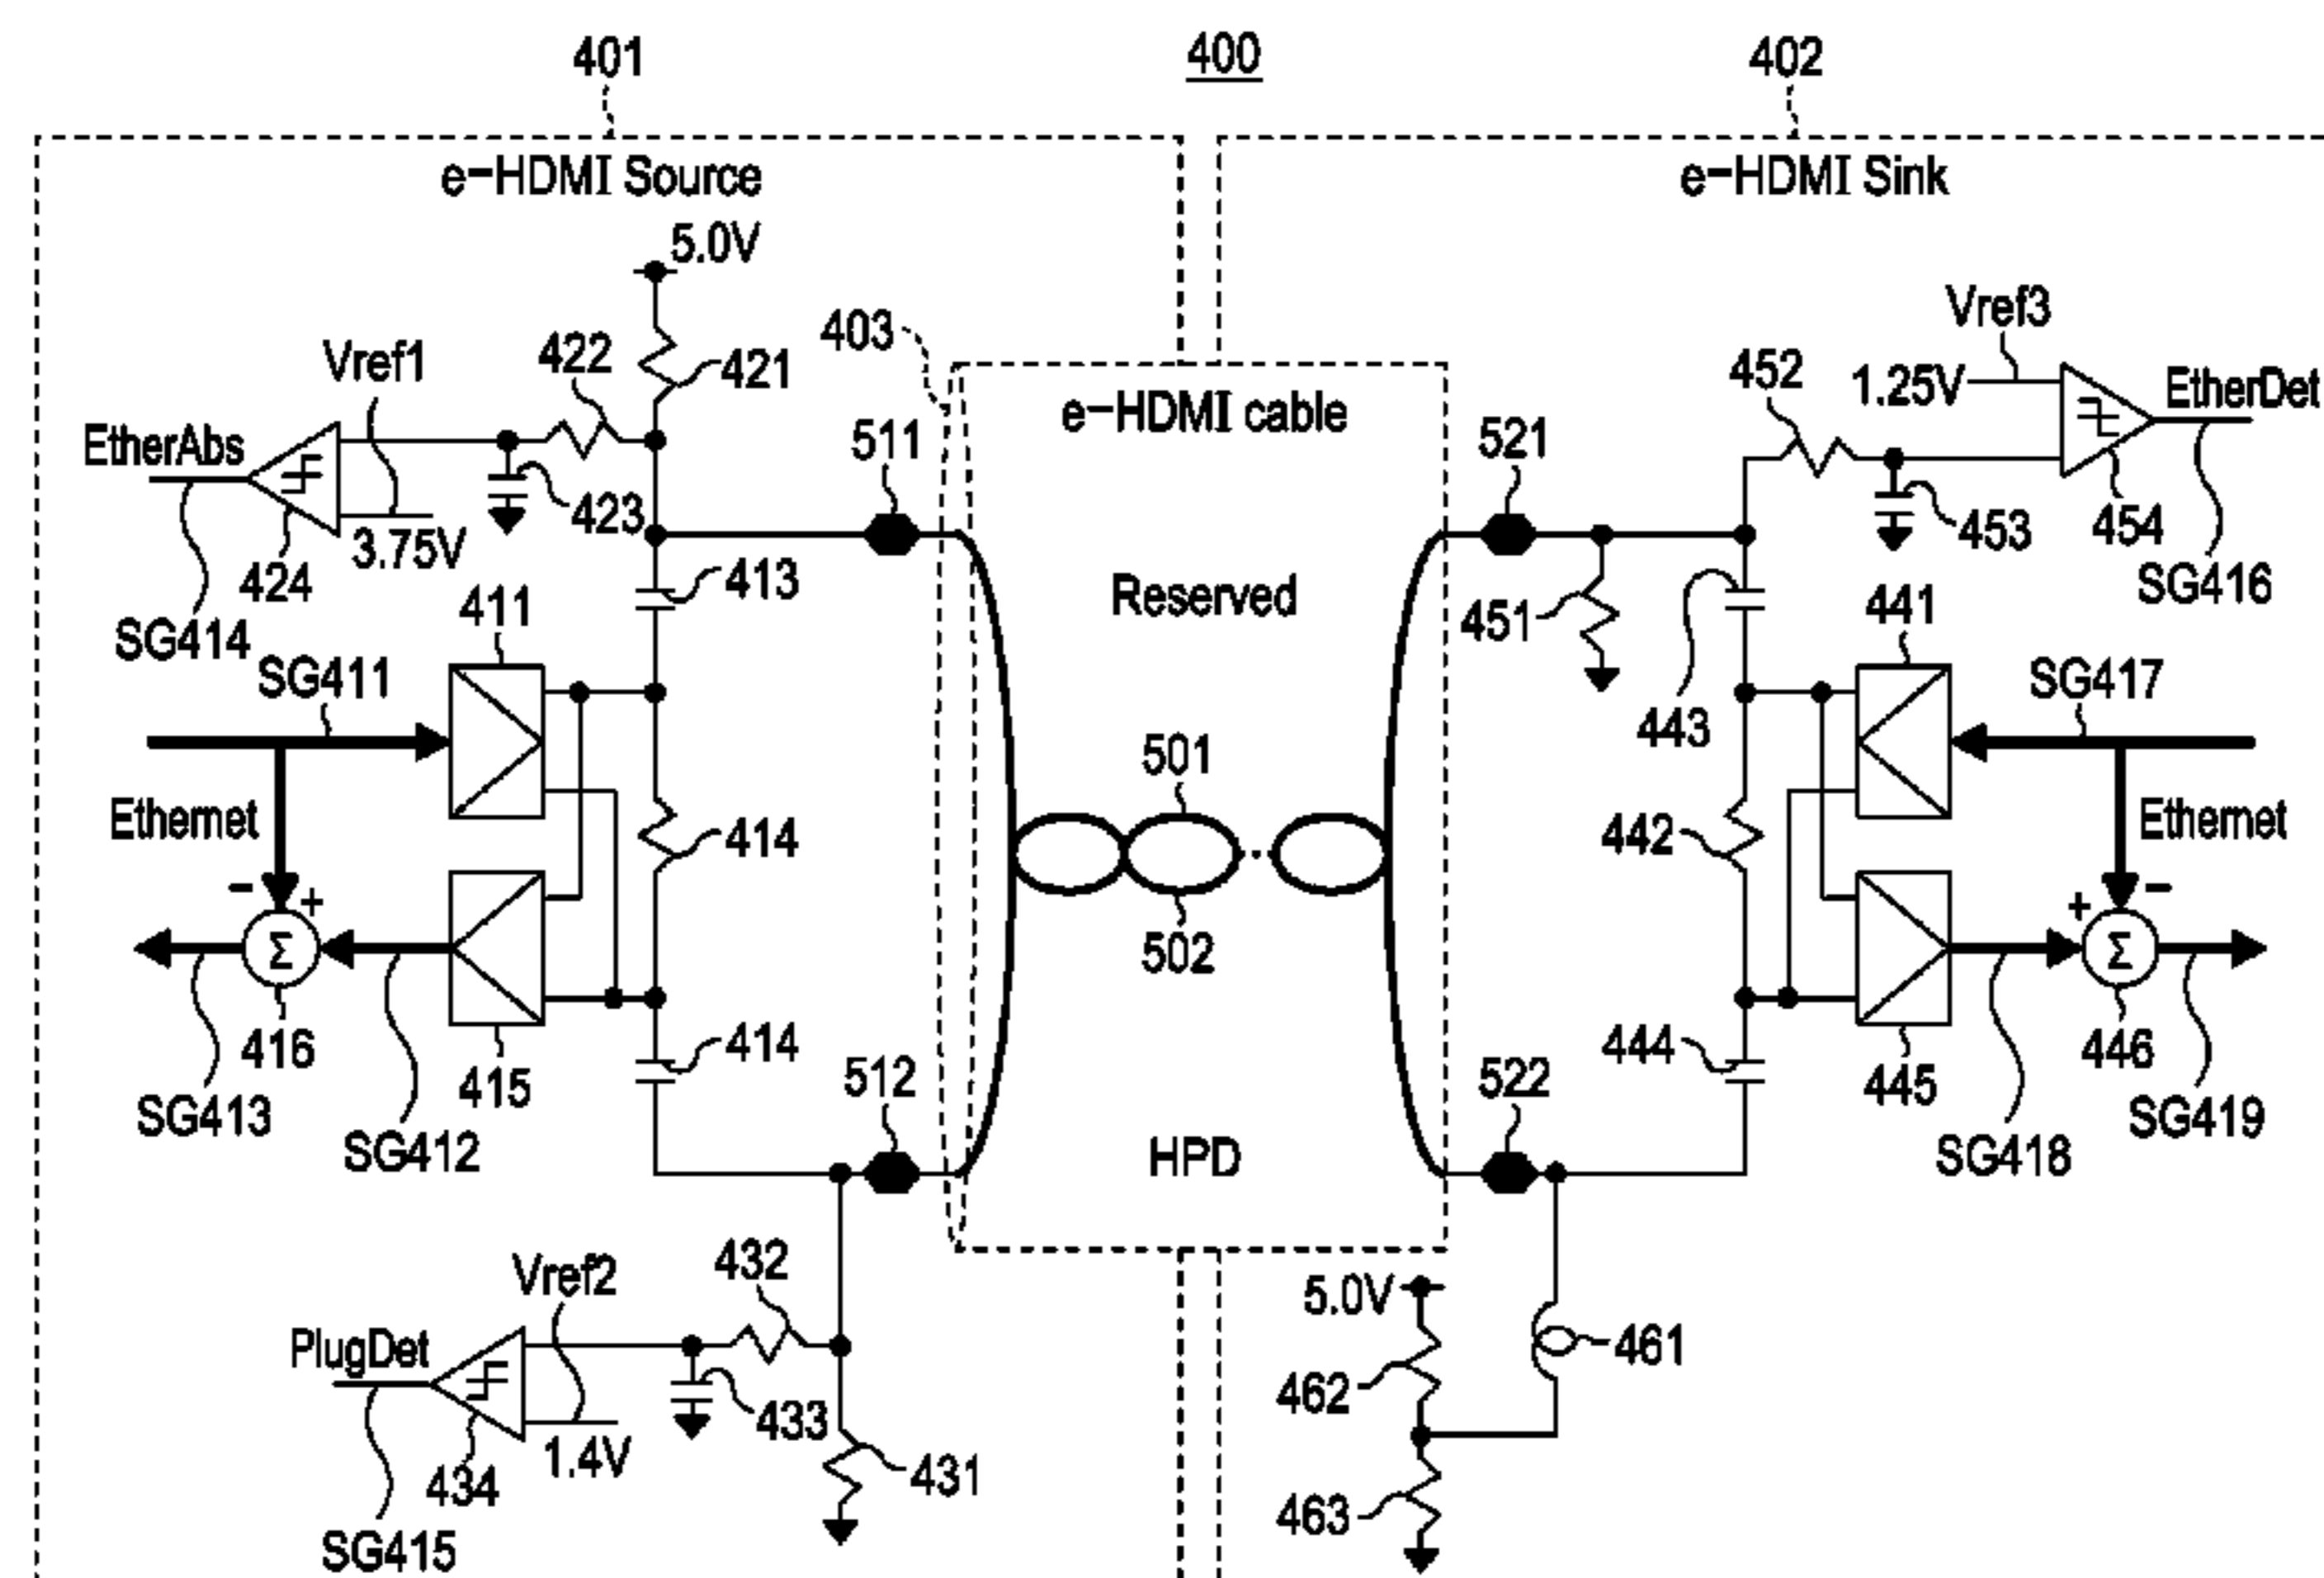 400
401
402
e-HDMI Source
e-HDMI Sink
5.0V
403
Vref1
422
421
e-HDMI cable
452
Vref3
1.25V
EtherDet
EtherAbs
511
521
423
3.75V
424
453
454
SG416
SG414
413
Reserved
451
411
441
SG411
443
SG417
501
Ethernet
414
442
Ethernet
- +
+ -
Σ
502
Σ
416
415
414
512
522
444
445
446
SG413
SG412
HPD
SG418
SG419
Vref2
432
5.0V
PlugDet
461
433
462
434
1.4V
431
463
SG415